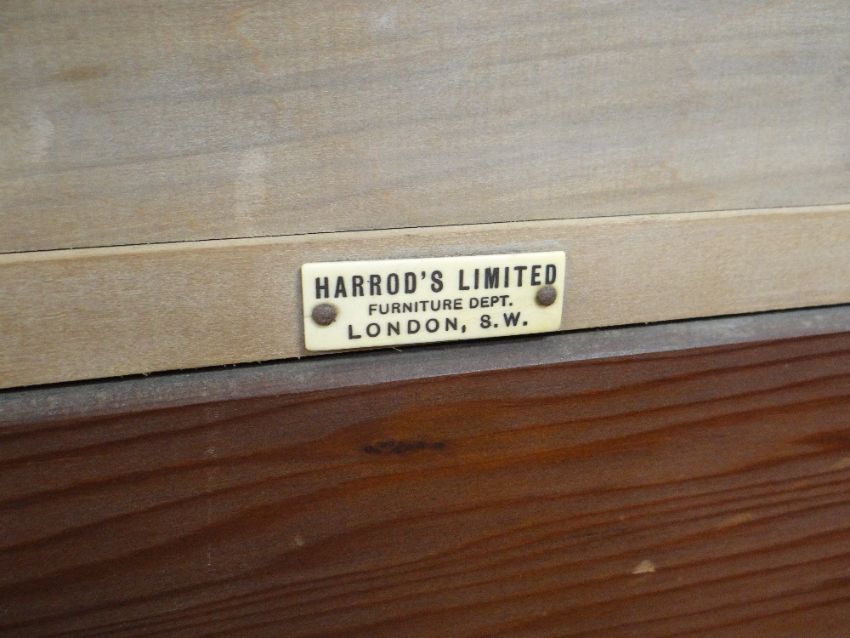 HARROD'S LIMITED
FURNITURE DEPT.
LONDON, S.W.